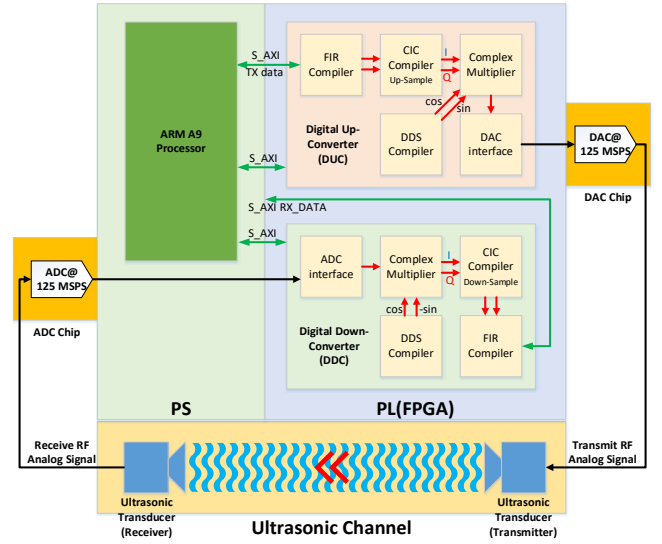 S_AXI
TX data
FIR
Compiler
CIC
Compiler
Up-Sample
I
Q
Complex
Multiplier
cos
sin
ARM A9
Processor
Digital Up-
Converter
(DUC)
DDS
Compiler
DAC
interface
DAC@
125 MSPS
DAC Chip
S_AXI
S_AXI RX_DATA
S_AXI
ADC@
125 MSPS
ADC Chip
ADC
interface
Complex
Multiplier
I
Q
CIC
Compiler
Down-Sample
cos
-sin
Digital Down-
Converter
(DDC)
DDS
Compiler
FIR
Compiler
PS
PL(FPGA)
Receive RF
Analog Signal
Transmit RF
Analog Signal
Ultrasonic
Transducer
(Receiver)
Ultrasonic Channel
Ultrasonic
Transducer
(Transmitter)